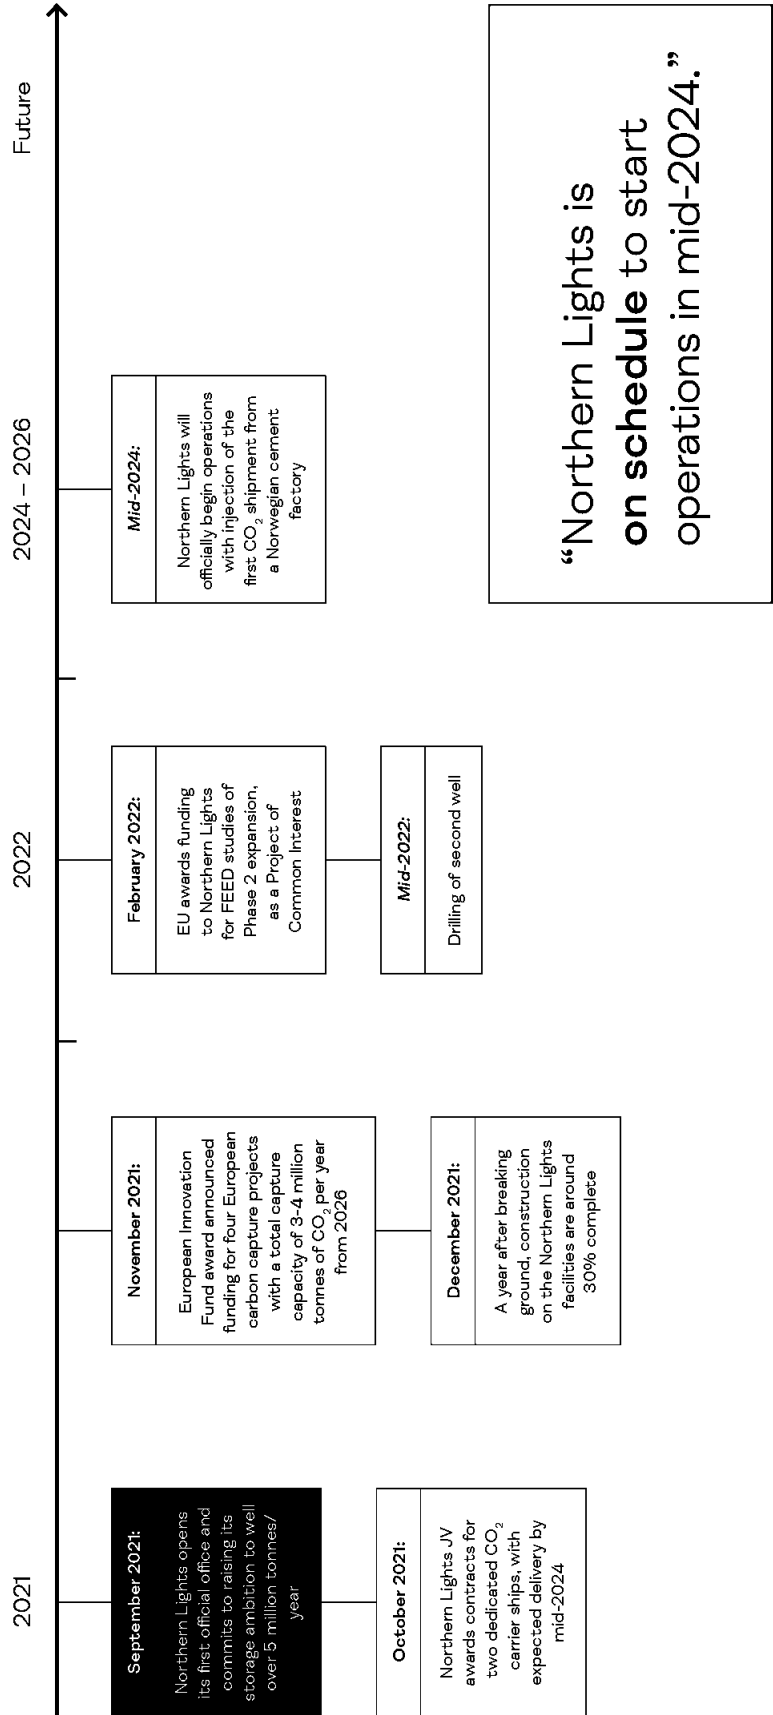 2021
2022
2024 – 2026
Future
September 2021:
Northern Lights opens
its first official office and
commits to raising its
storage ambition to well
over 5 million tonnes/
year
October 2021:
Northern Lights JV
awards contracts for
two dedicated CO₂
carrier ships, with
expected delivery by
mid-2024
November 2021:
European Innovation
Fund award announced
funding for four European
carbon capture projects
with a total capture
capacity of 3-4 million
tonnes of CO₂ per year
from 2026
December 2021:
A year after breaking
ground, construction
on the Northern Lights
facilities are around
30% complete
February 2022:
EU awards funding
to Northern Lights
for FEED studies of
Phase 2 expansion,
as a Project of
Common Interest
Mid-2022:
Drilling of second well
Mid-2024:
Northern Lights will
officially begin operations
with injection of the
first CO₂ shipment from
a Norwegian cement
factory
“Northern Lights is
on schedule to start
operations in mid-2024.”